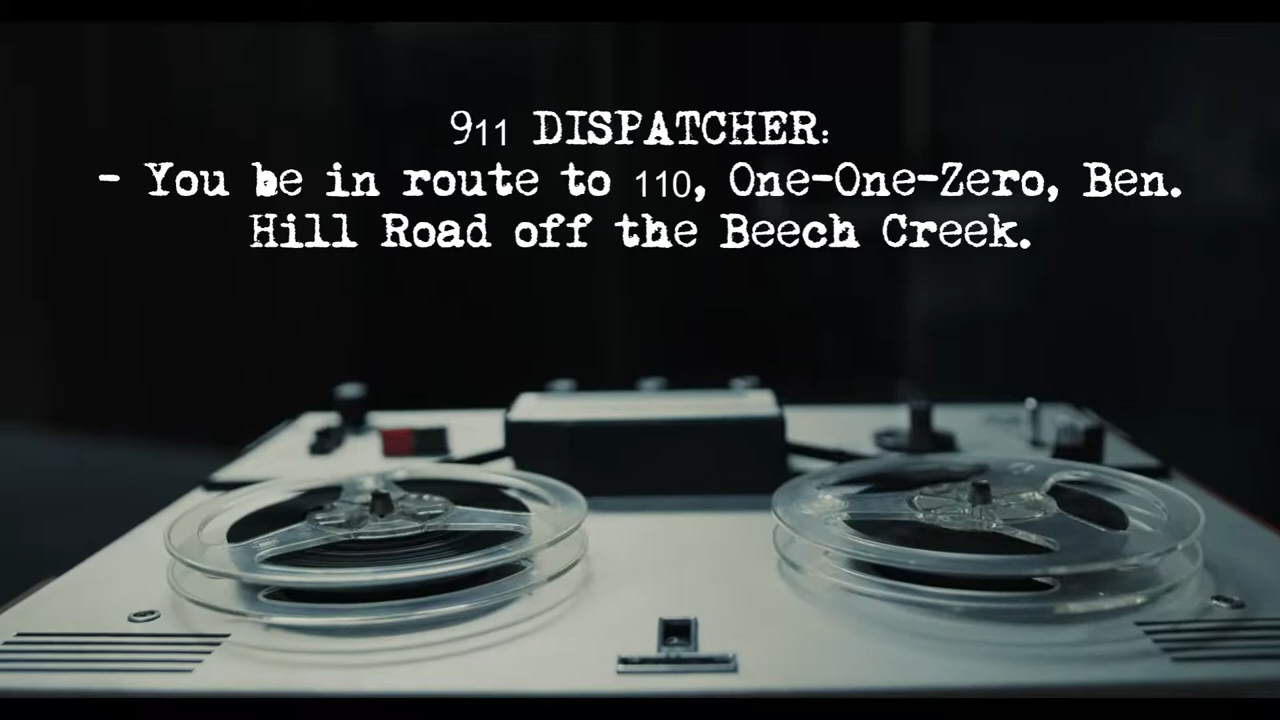 911 DISPATCHER:
- You be in route to 110, One-One-Zero, Ben.
Hill Road off the Beech Creek.